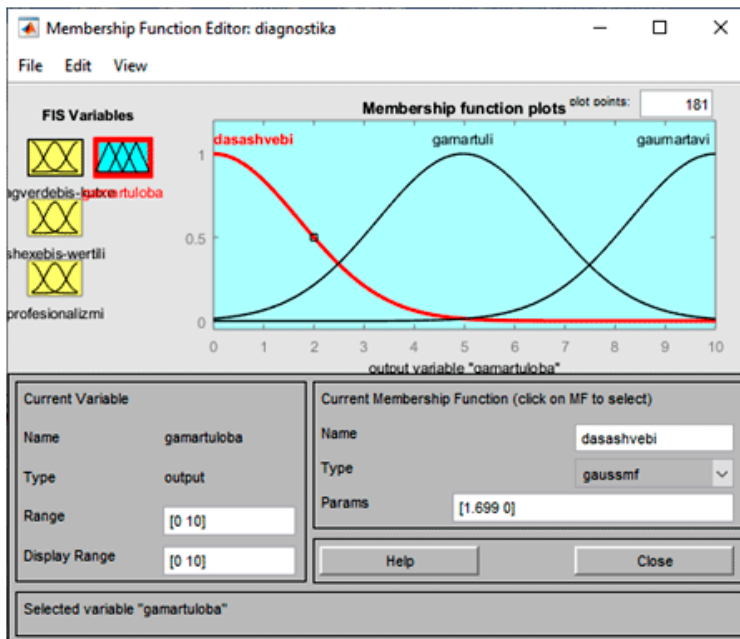 Membership Function Editor: diagnostika
File Edit View
FIS Variables
Membership function plots
plot points:
181
dasashvebi
gamartuli
gaumartavi
gamartuloba
shexebis-wertili
profesionalizmi
1
0.5
0
0 1 2 3 4 5 6 7 8 9 10
output variable "gamartuloba"
Current Variable
Name gamartuloba
Type output
Range [0 10]
Display Range [0 10]
Current Membership Function (click on MF to select)
Name dasashvebi
Type gaussmf
Params [1.699 0]
Help Close
Selected variable "gamartuloba"